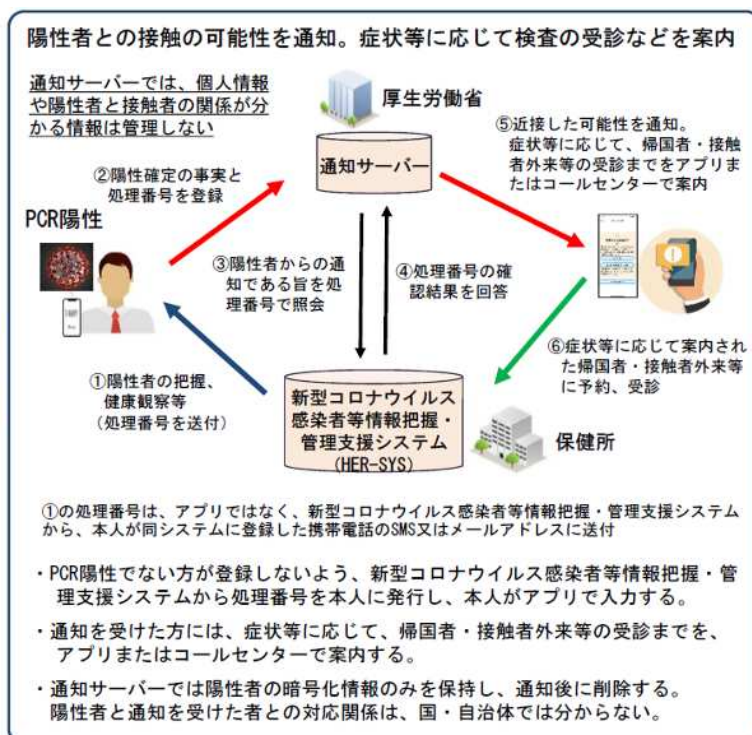 陽性者との接触の可能性を通知。症状等に応じて検査の受診などを案内
通知サーバーでは、個人情報
や陽性者と接触者の関係が分
かる情報は管理しない
厚生労働省
通知サーバー
⑤近接した可能性を通知。
症状等に応じて、帰国者・接触
者外来等の受診までをアプリま
たはコールセンターで案内
②陽性確定の事実と
処理番号を登録
PCR陽性
③陽性者からの通
知である旨を処
理番号で照会
④処理番号の確
認結果を回答
①陽性者の把握、
健康観察等
(処理番号を送付)
新型コロナウイルス
感染者等情報把握・
管理支援システム
(HER-SYS)
⑥症状等に応じて案内され
た帰国者・接触者外来等
に予約、受診
保健所
①の処理番号は、アプリではなく、新型コロナウイルス感染者等情報把握・管理支援システム
から、本人が同システムに登録した携帯電話のSMS又はメールアドレスに送付
・PCR陽性でない方が登録しないよう、新型コロナウイルス感染者等情報把握・管
理支援システムから処理番号を本人に発行し、本人がアプリで入力する。
・通知を受けた方には、症状等に応じて、帰国者・接触者外来等の受診までを、
アプリまたはコールセンターで案内する。
・通知サーバーでは陽性者の暗号化情報のみを保持し、通知後に削除する。
陽性者と通知を受けた者との対応関係は、国・自治体では分からない。